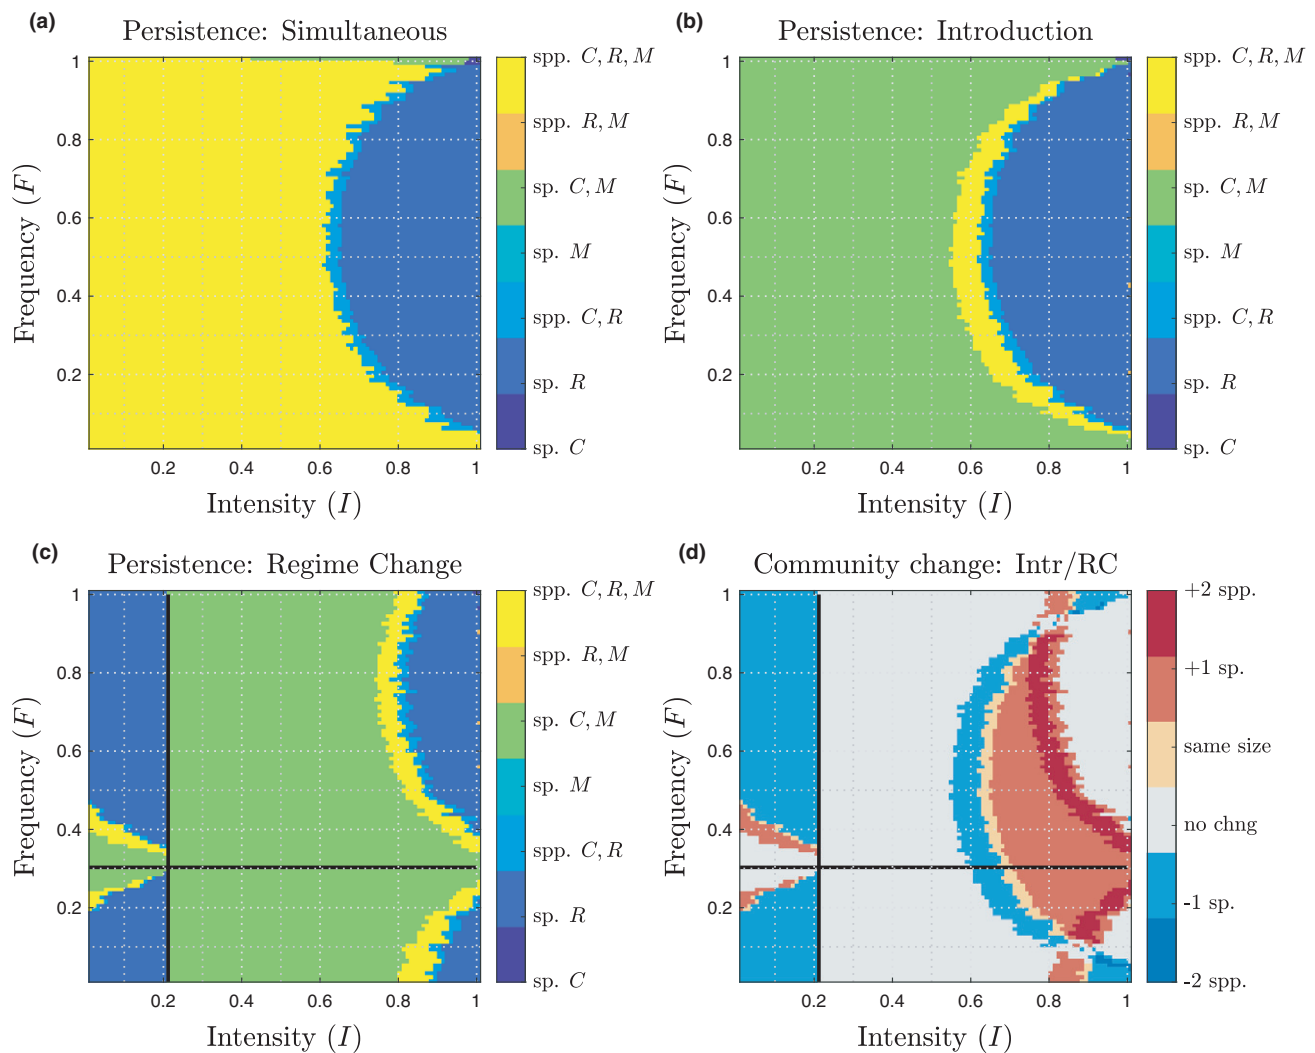 (a)
Persistence: Simultaneous
Frequency (F)
1
0.8
0.6
0.4
0.2
0.2
0.4
0.6
0.8
1
Intensity (I)
spp. C, R, M
spp. R, M
sp. C, M
sp. M
spp. C, R
sp. R
sp. C
(b)
Persistence: Introduction
Frequency (F)
1
0.8
0.6
0.4
0.2
0.2
0.4
0.6
0.8
1
Intensity (I)
spp. C, R, M
spp. R, M
sp. C, M
sp. M
spp. C, R
sp. R
sp. C
(c)
Persistence: Regime Change
Frequency (F)
1
0.8
0.6
0.4
0.2
0.2
0.4
0.6
0.8
1
Intensity (I)
spp. C, R, M
spp. R, M
sp. C, M
sp. M
spp. C, R
sp. R
sp. C
(d)
Community change: Intr/RC
Frequency (F)
1
0.8
0.6
0.4
0.2
0.2
0.4
0.6
0.8
1
Intensity (I)
+2 spp.
+1 sp.
same size
no chng
-1 sp.
-2 spp.